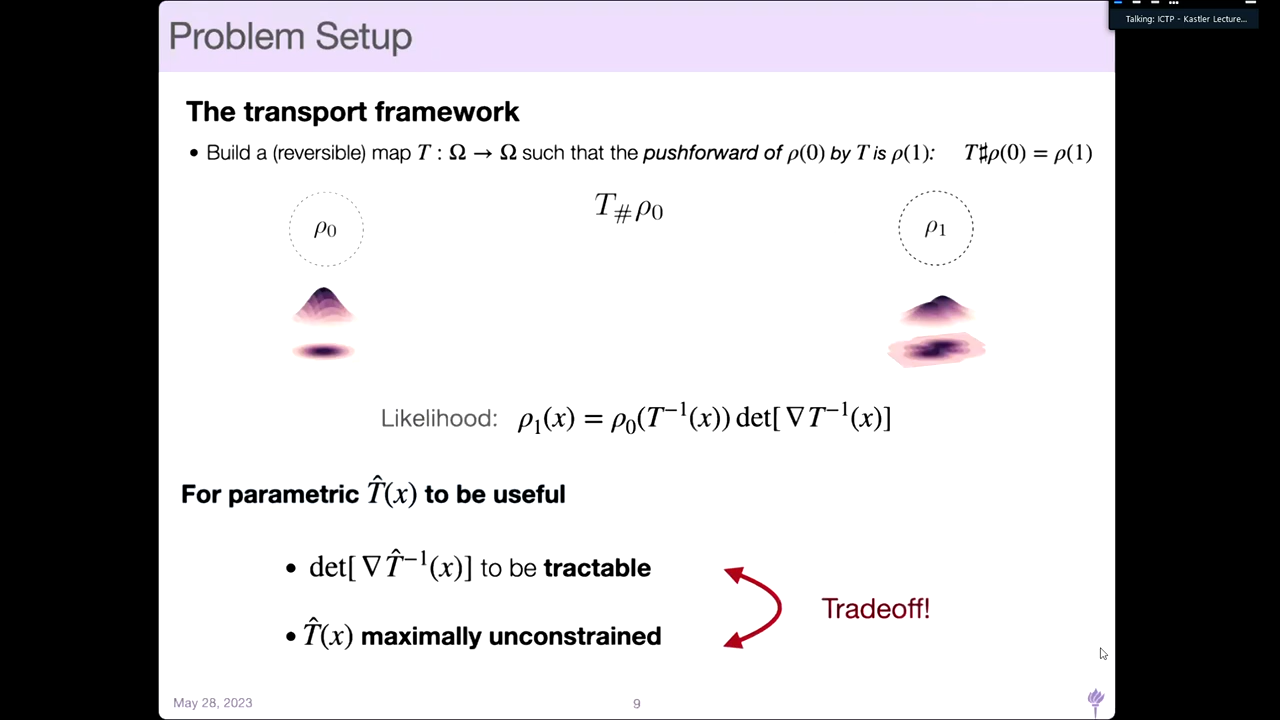 Talking: ICTP - Kastler Lecture...
Problem Setup
The transport framework
• Build a (reversible) map T : Ω → Ω such that the pushforward of ρ(0) by T is ρ(1): T♯ρ(0) = ρ(1)
ρ₀ T_#ρ₀ ρ₁
Likelihood: ρ₁(x) = ρ₀(T⁻¹(x)) det[ ∇T⁻¹(x)]
For parametric T̂(x) to be useful
• det[ ∇T̂⁻¹(x)] to be tractable
Tradeoff!
• T̂(x) maximally unconstrained
May 28, 2023 9